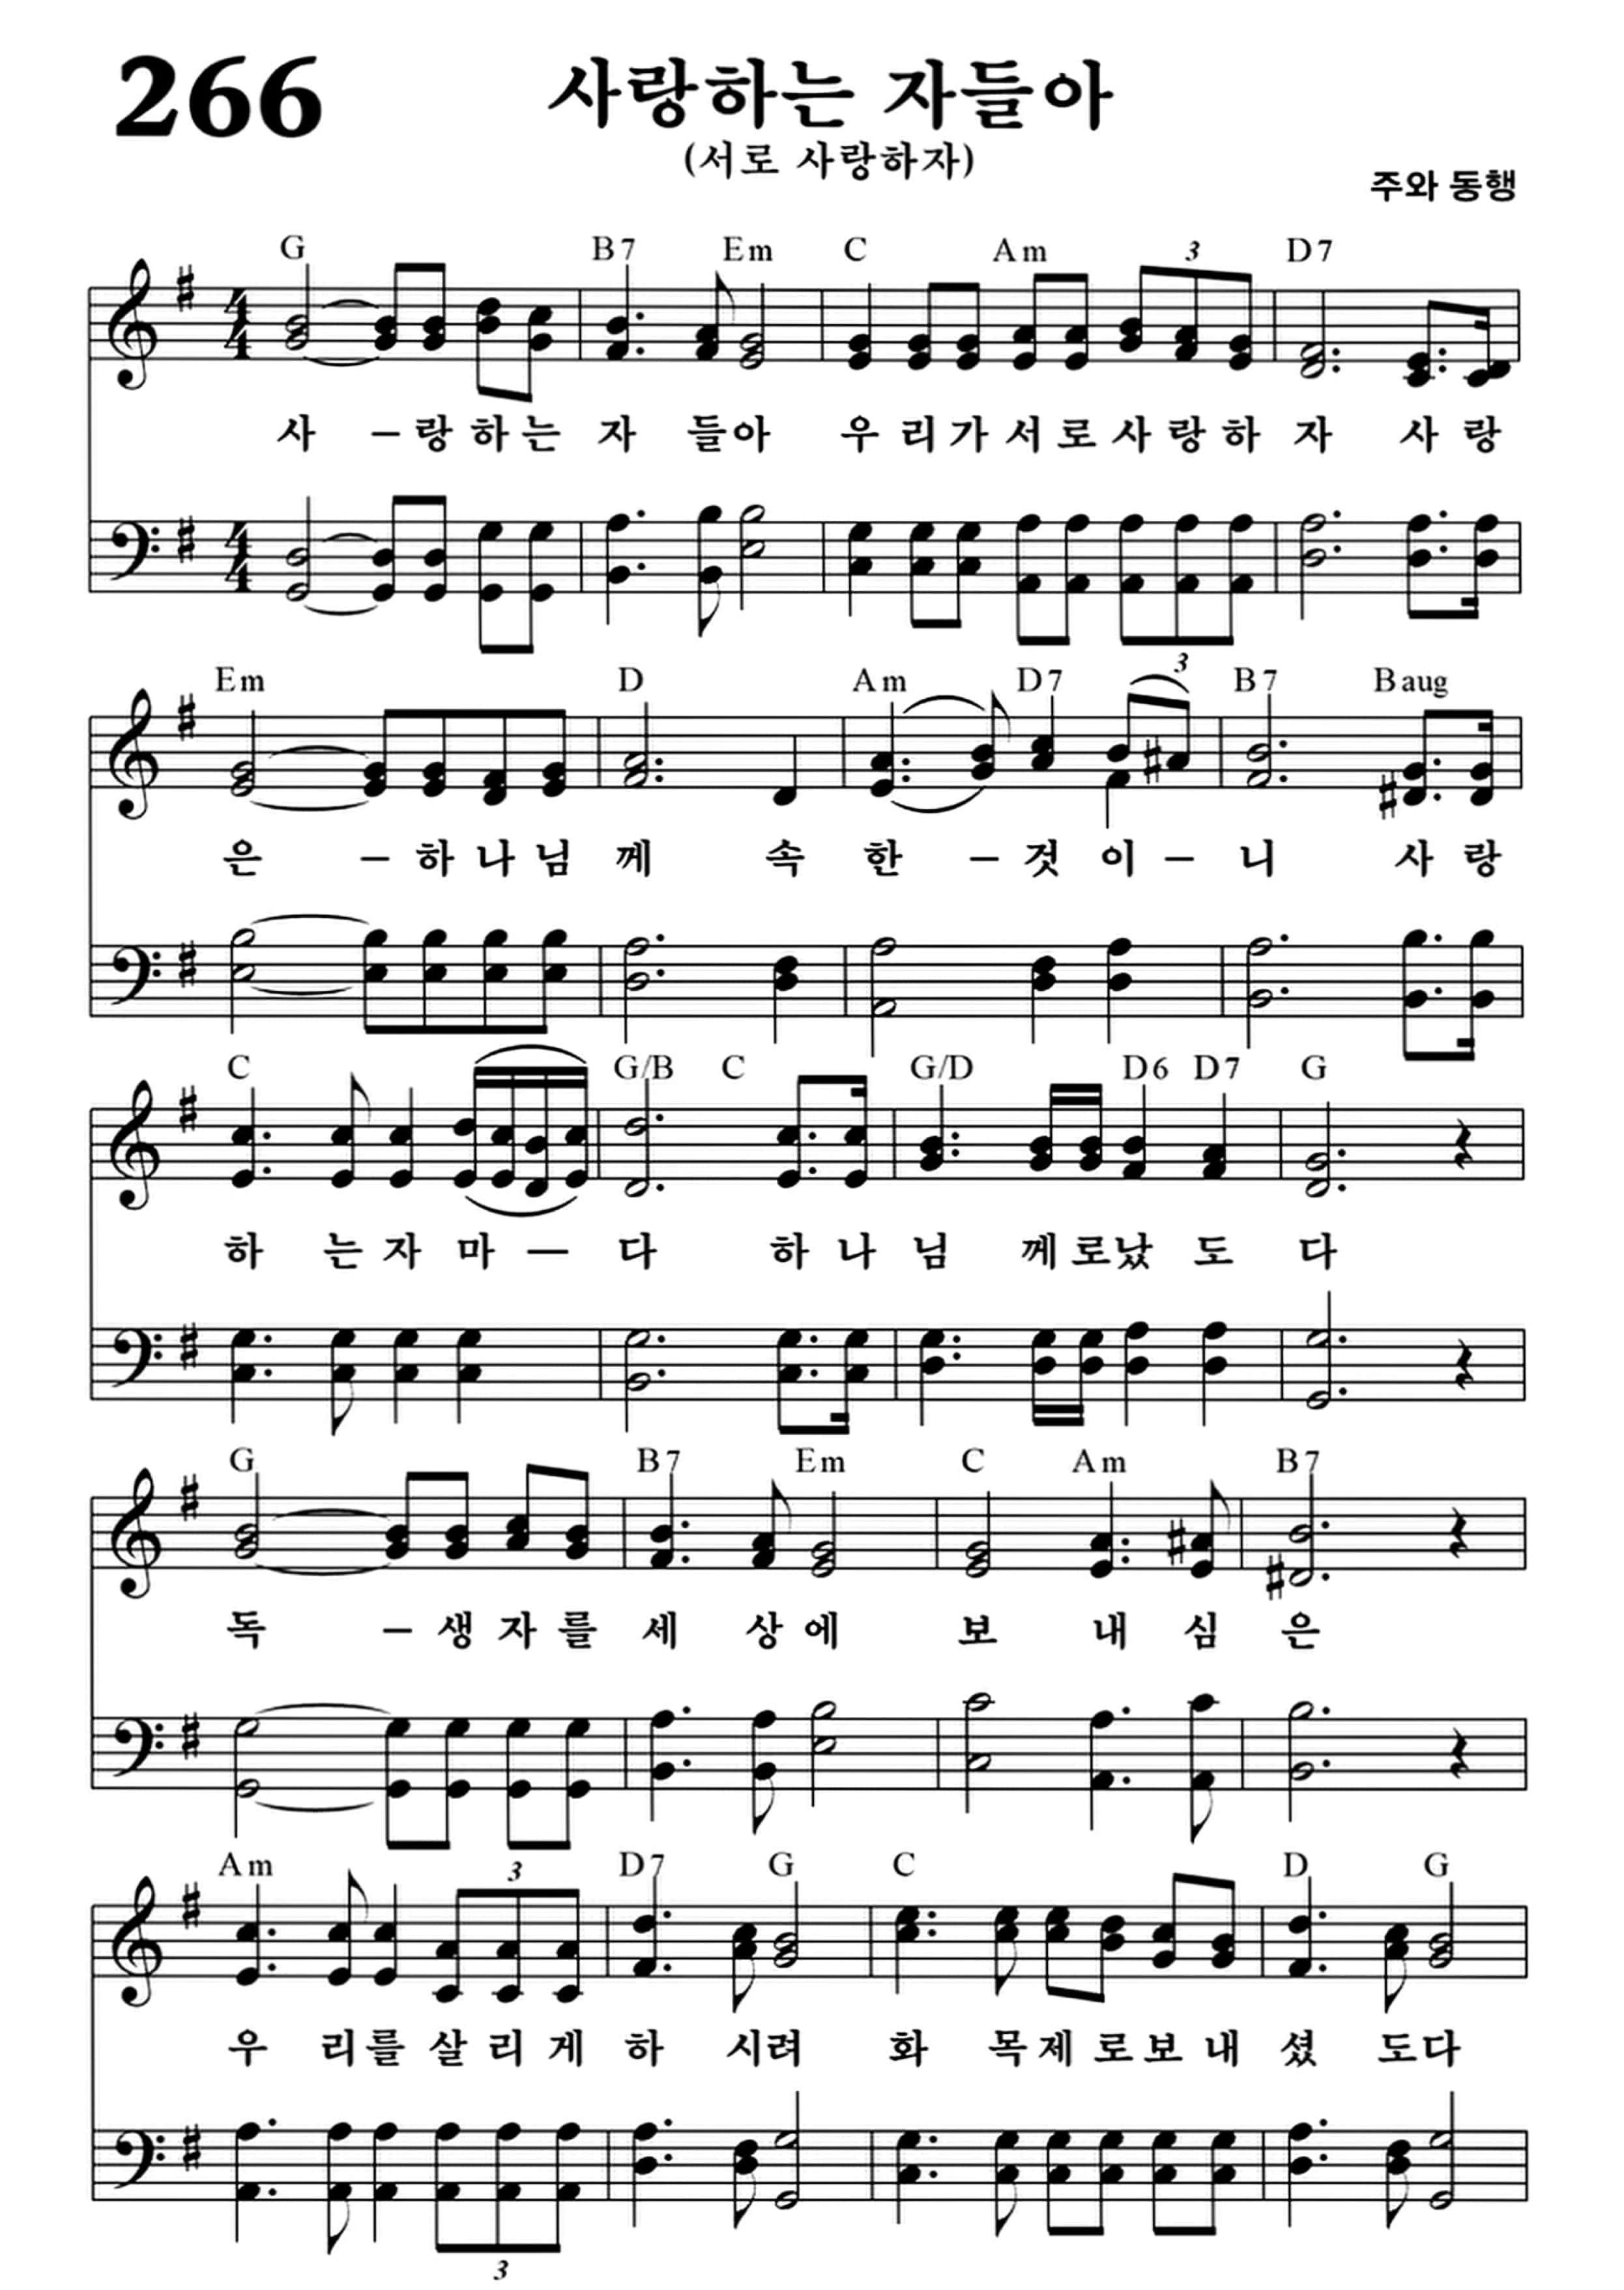 266
사랑하는 자들아
(서로 사랑하자)
주와 동행
G B7 Em C Am 3 D7
사 – 랑 하 는 자 들 아 우 리 가 서 로 사 랑 하 자 사 랑
3
Em D Am D7 B7 Baug
은 – 하 나 님 께 속 한 – 것 이 – 니 사 랑
C G/B C G/D D6 D7 G
하 는 자 마 — 다 하 나 님 께 로 났 도 다
G B7 Em C Am B7
독 – 생 자 를 세 상 에 보 내 심 은
Am 3 D7 G C D G
우 리 를 살 리 게 하 시 려 화 목 제 로 보 내 셨 도 다
3